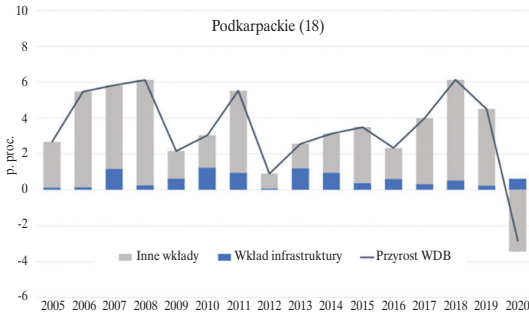 Podkarpackie (18)
p. proc.
10
8
6
4
2
0
-2
-4
-6
Inne wkłady Wkład infrastruktury Przyrost WDB
2005 2006 2007 2008 2009 2010 2011 2012 2013 2014 2015 2016 2017 2018 2019 2020